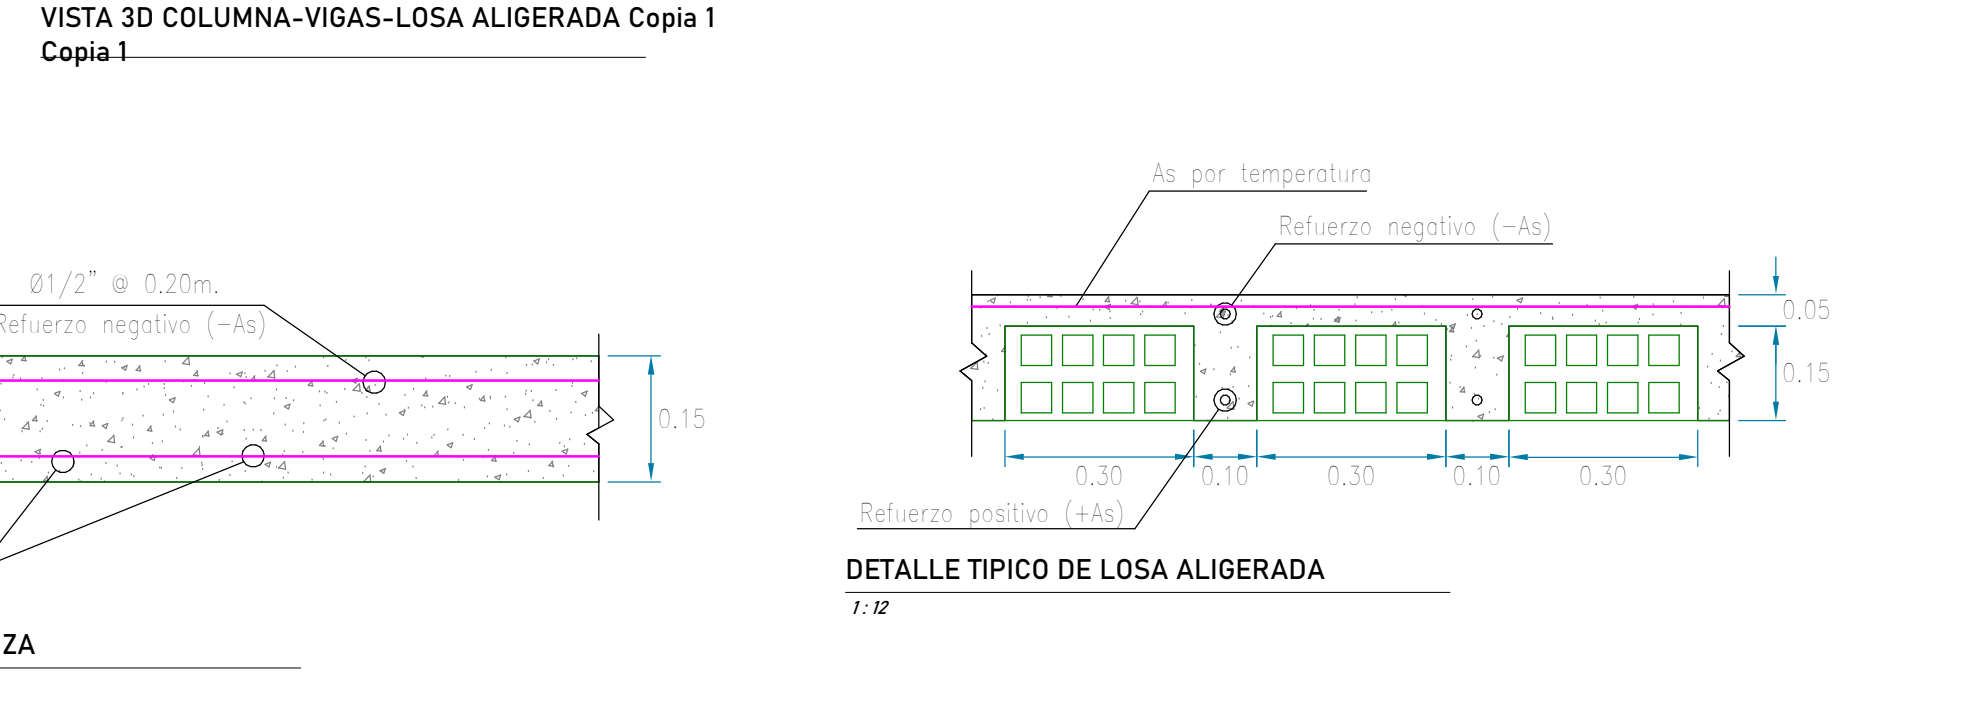 VISTA 3D COLUMNA-VIGAS-LOSA ALIGERADA Copia 1
Copia 1
As por temperatura
Refuerzo negativo (-As)
Ø1/2” @ 0.20m.
Refuerzo negativo (-As)
0.05
0.15
0.15
0.30
0.10
0.30
0.10
0.30
Refuerzo positivo (+As)
DETALLE TIPICO DE LOSA ALIGERADA
1 : 12
ZA